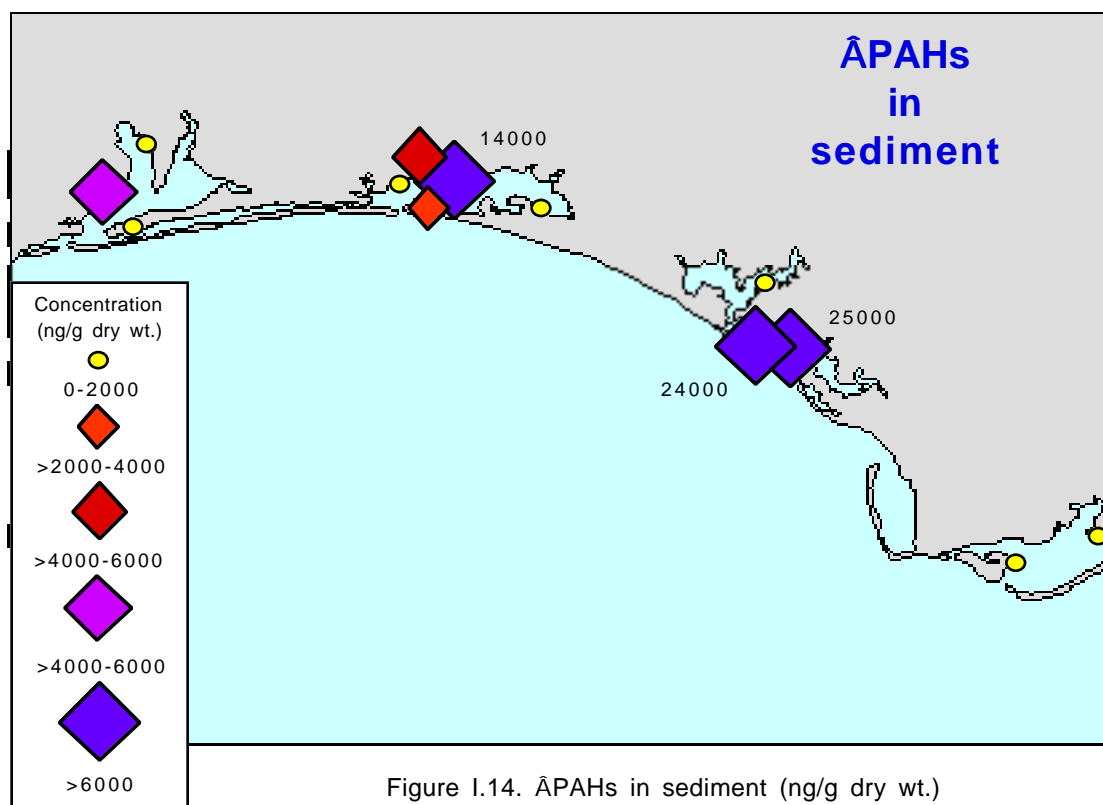 ÂPAHs
in
sediment
14000
25000
24000
Concentration
(ng/g dry wt.)
0-2000
>2000-4000
>4000-6000
>4000-6000
>6000
Figure I.14. ÂPAHs in sediment (ng/g dry wt.)